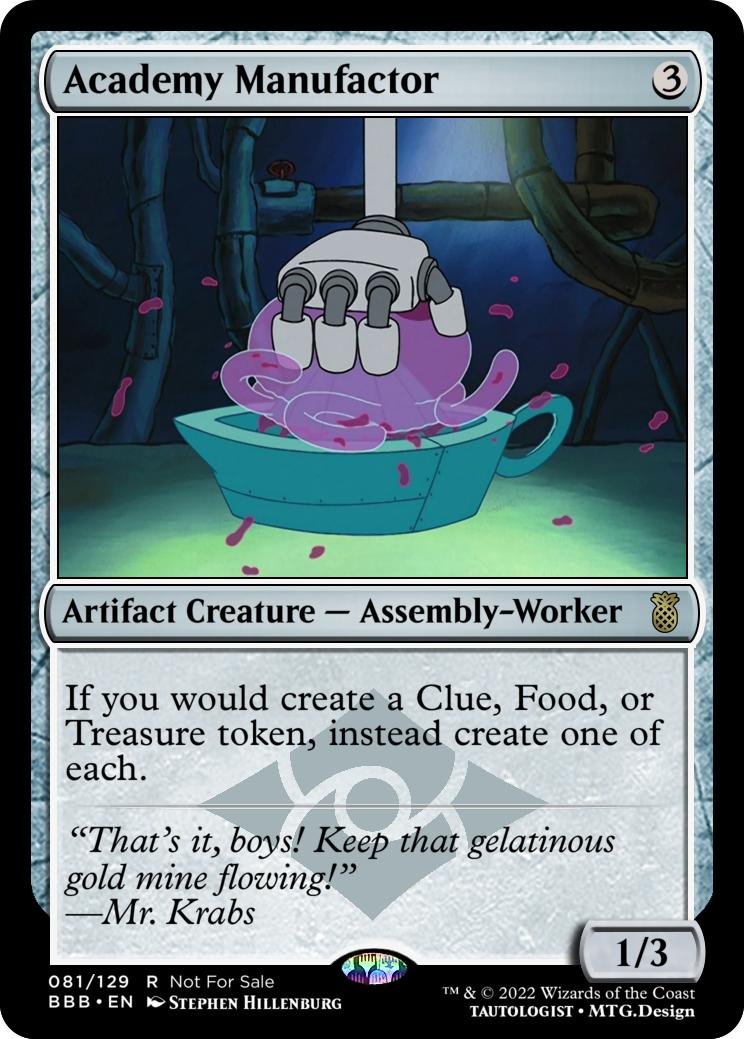 Academy Manufactor 3
Artifact Creature — Assembly-Worker
If you would create a Clue, Food, or
Treasure token, instead create one of
each.
“That’s it, boys! Keep that gelatinous
gold mine flowing!”
—Mr. Krabs
1/3
081/129 R Not For Sale
BBB • EN Stephen Hillenburg
™ & © 2022 Wizards of the Coast
TAUTOLOGIST • MTG.Design